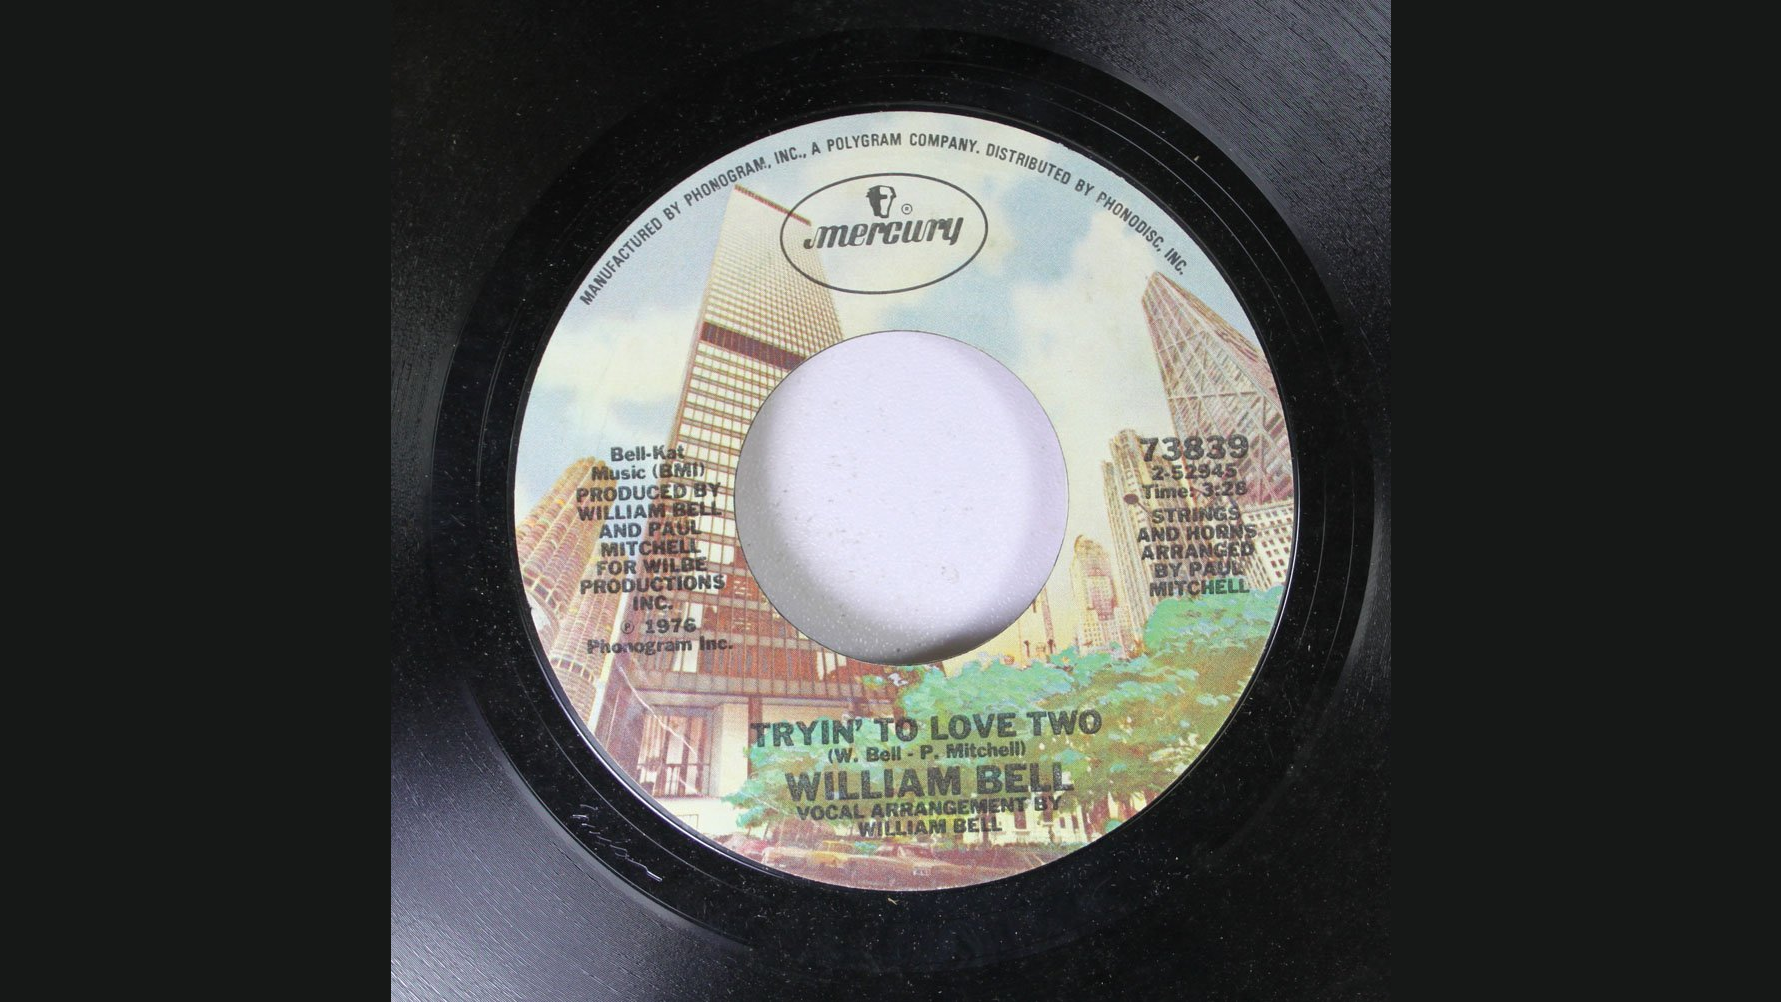 MANUFACTURED BY PHONOGRAM, INC., A POLYGRAM COMPANY. DISTRIBUTED BY PHONODISC, INC.
mercury
®
Bell-Kat
Music (BMI)
PRODUCED BY
WILLIAM BELL
AND PAUL
MITCHELL
FOR WILBE
PRODUCTIONS
INC.
℗ 1976
Phonogram Inc.
73839
2-52945
Time: 3:28
STRINGS
AND HORNS
ARRANGED
BY PAUL
MITCHELL
TRYIN' TO LOVE TWO
(W. Bell - P. Mitchell)
WILLIAM BELL
VOCAL ARRANGEMENT BY
WILLIAM BELL